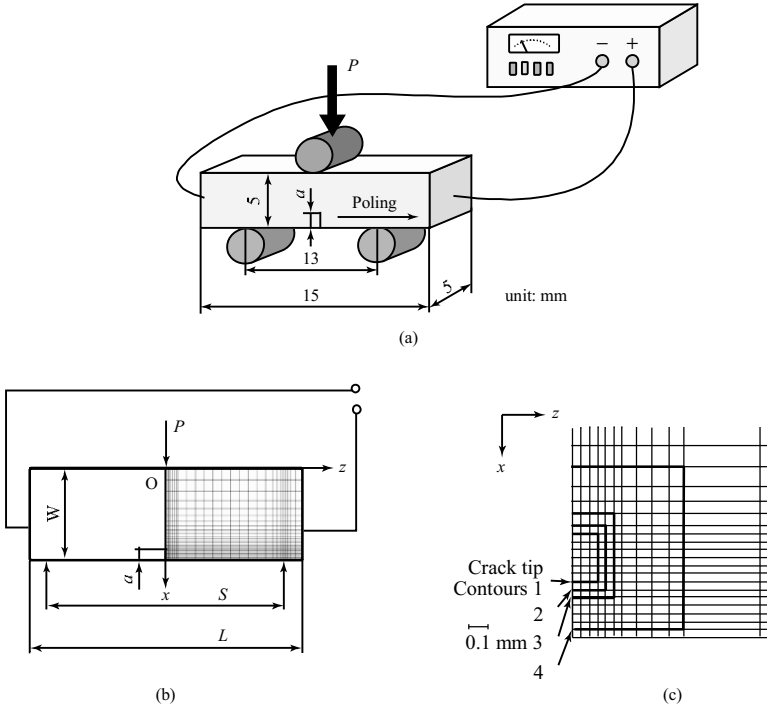 P
− +
5
a
Poling
13
15
5
unit: mm
(a)
P
z
O
W
a
x
S
L
(b)
z
x
Crack tip
Contours 1
2
0.1 mm 3
4
(c)